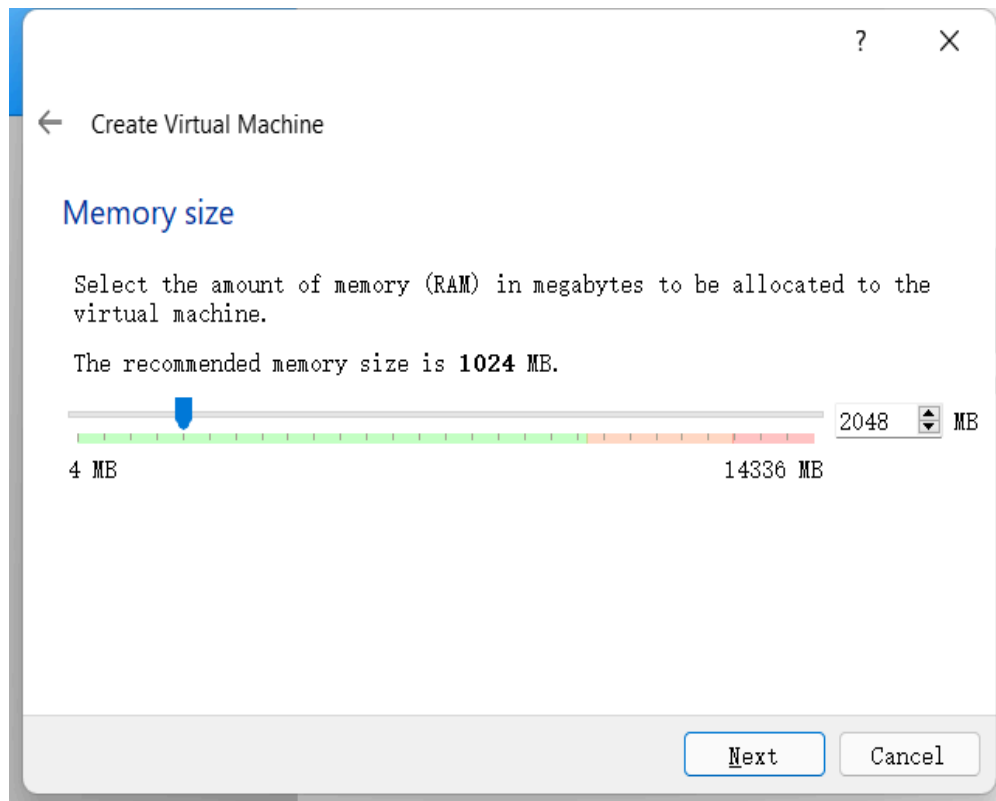 ?
Create Virtual Machine
Memory size
Select the amount of memory (RAM) in megabytes to be allocated to the
virtual machine.
The recommended memory size is 1024 MB.
2048 MB
4 MB 14336 MB
Next Cancel